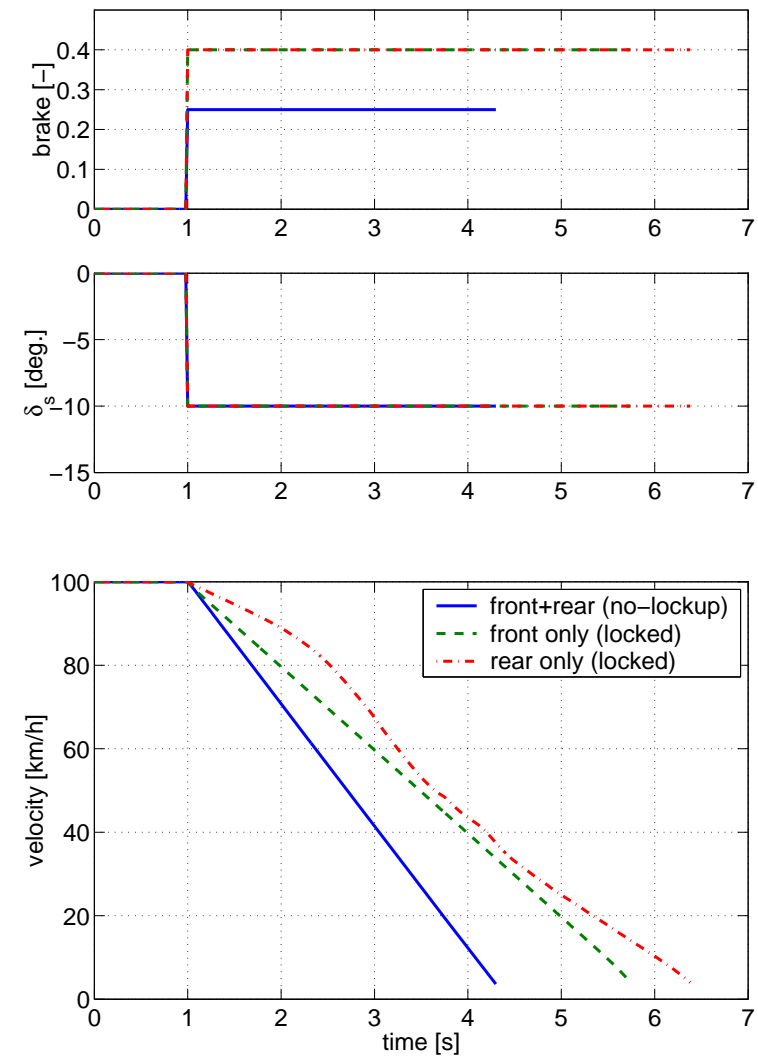 brake [−]
0.4
0.3
0.2
0.1
0
0 1 2 3 4 5 6 7
δs [deg.]
0
−5
−10
−15
0 1 2 3 4 5 6 7
velocity [km/h]
100
80
60
40
20
0
front+rear (no−lockup)
front only (locked)
rear only (locked)
0 1 2 3 4 5 6 7
time [s]